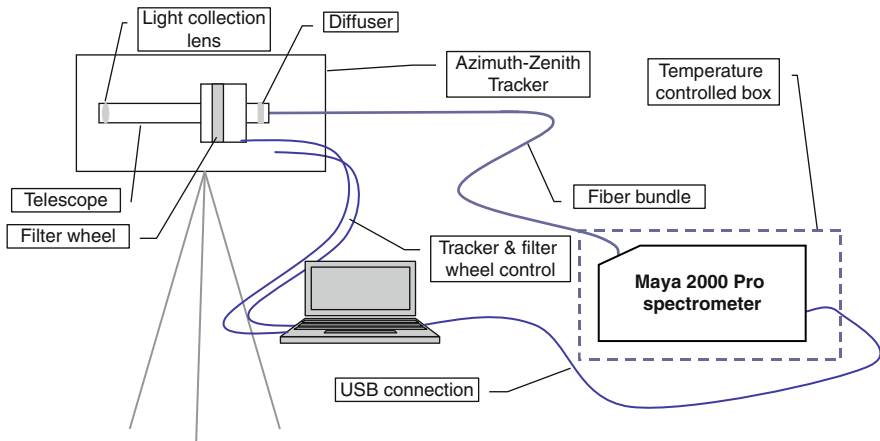 Light collection
lens
Diffuser
Azimuth-Zenith
Tracker
Temperature
controlled box
Telescope
Filter wheel
Fiber bundle
Tracker & filter
wheel control
Maya 2000 Pro
spectrometer
USB connection